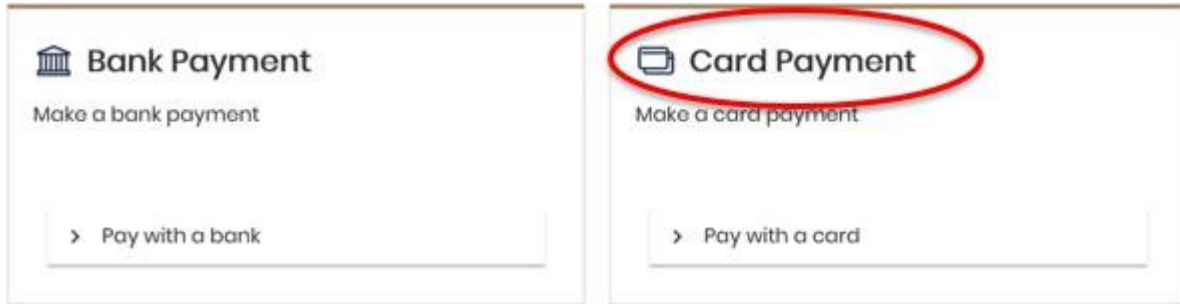 Bank Payment
Make a bank payment
Pay with a bank
Card Payment
Make a card payment
Pay with a card